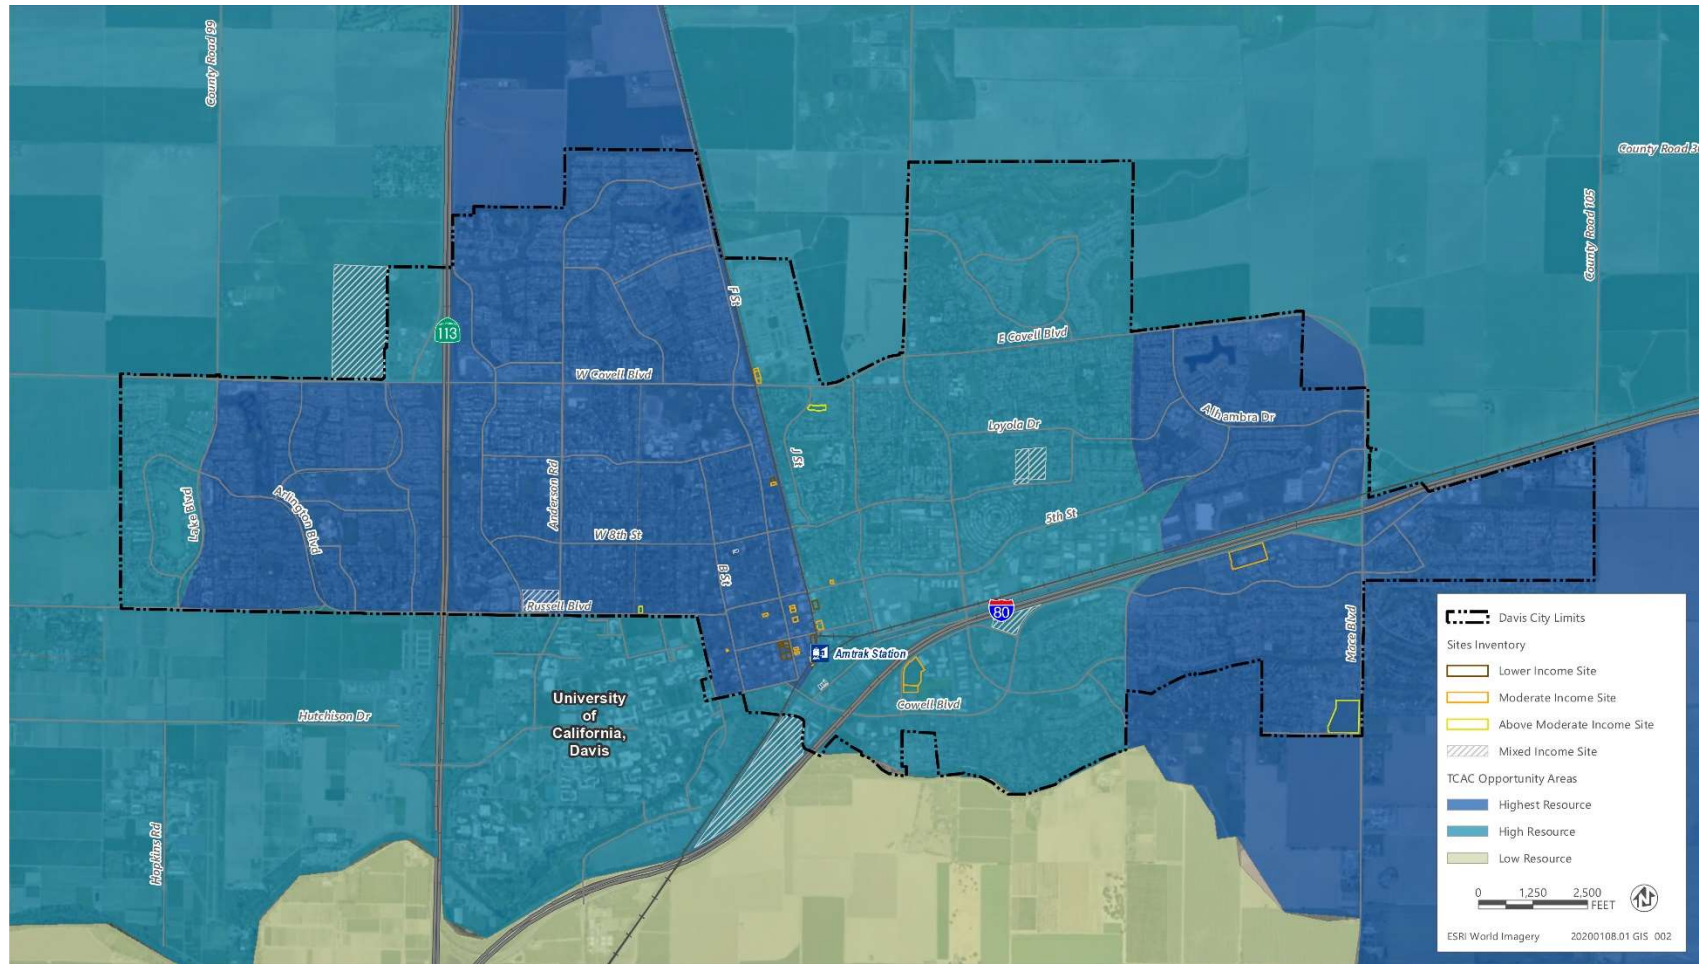 County Road 99
County Road 105
113
F St
E Covell Blvd
W Covell Blvd
Alhambra Dr
Loyola Dr
J St
Anderson Rd
Lake Blvd
Arlington Blvd
5th St
W 8th St
B St
Russell Blvd
80
Mace Blvd
Amtrak Station
University
of
California,
Davis
Cowell Blvd
Hutchison Dr
Hopkins Rd
Davis City Limits
Sites Inventory
Lower Income Site
Moderate Income Site
Above Moderate Income Site
Mixed Income Site
TCAC Opportunity Areas
Highest Resource
High Resource
Low Resource
0 1,250 2,500
FEET
ESRI World Imagery 20200108.01 GIS 002